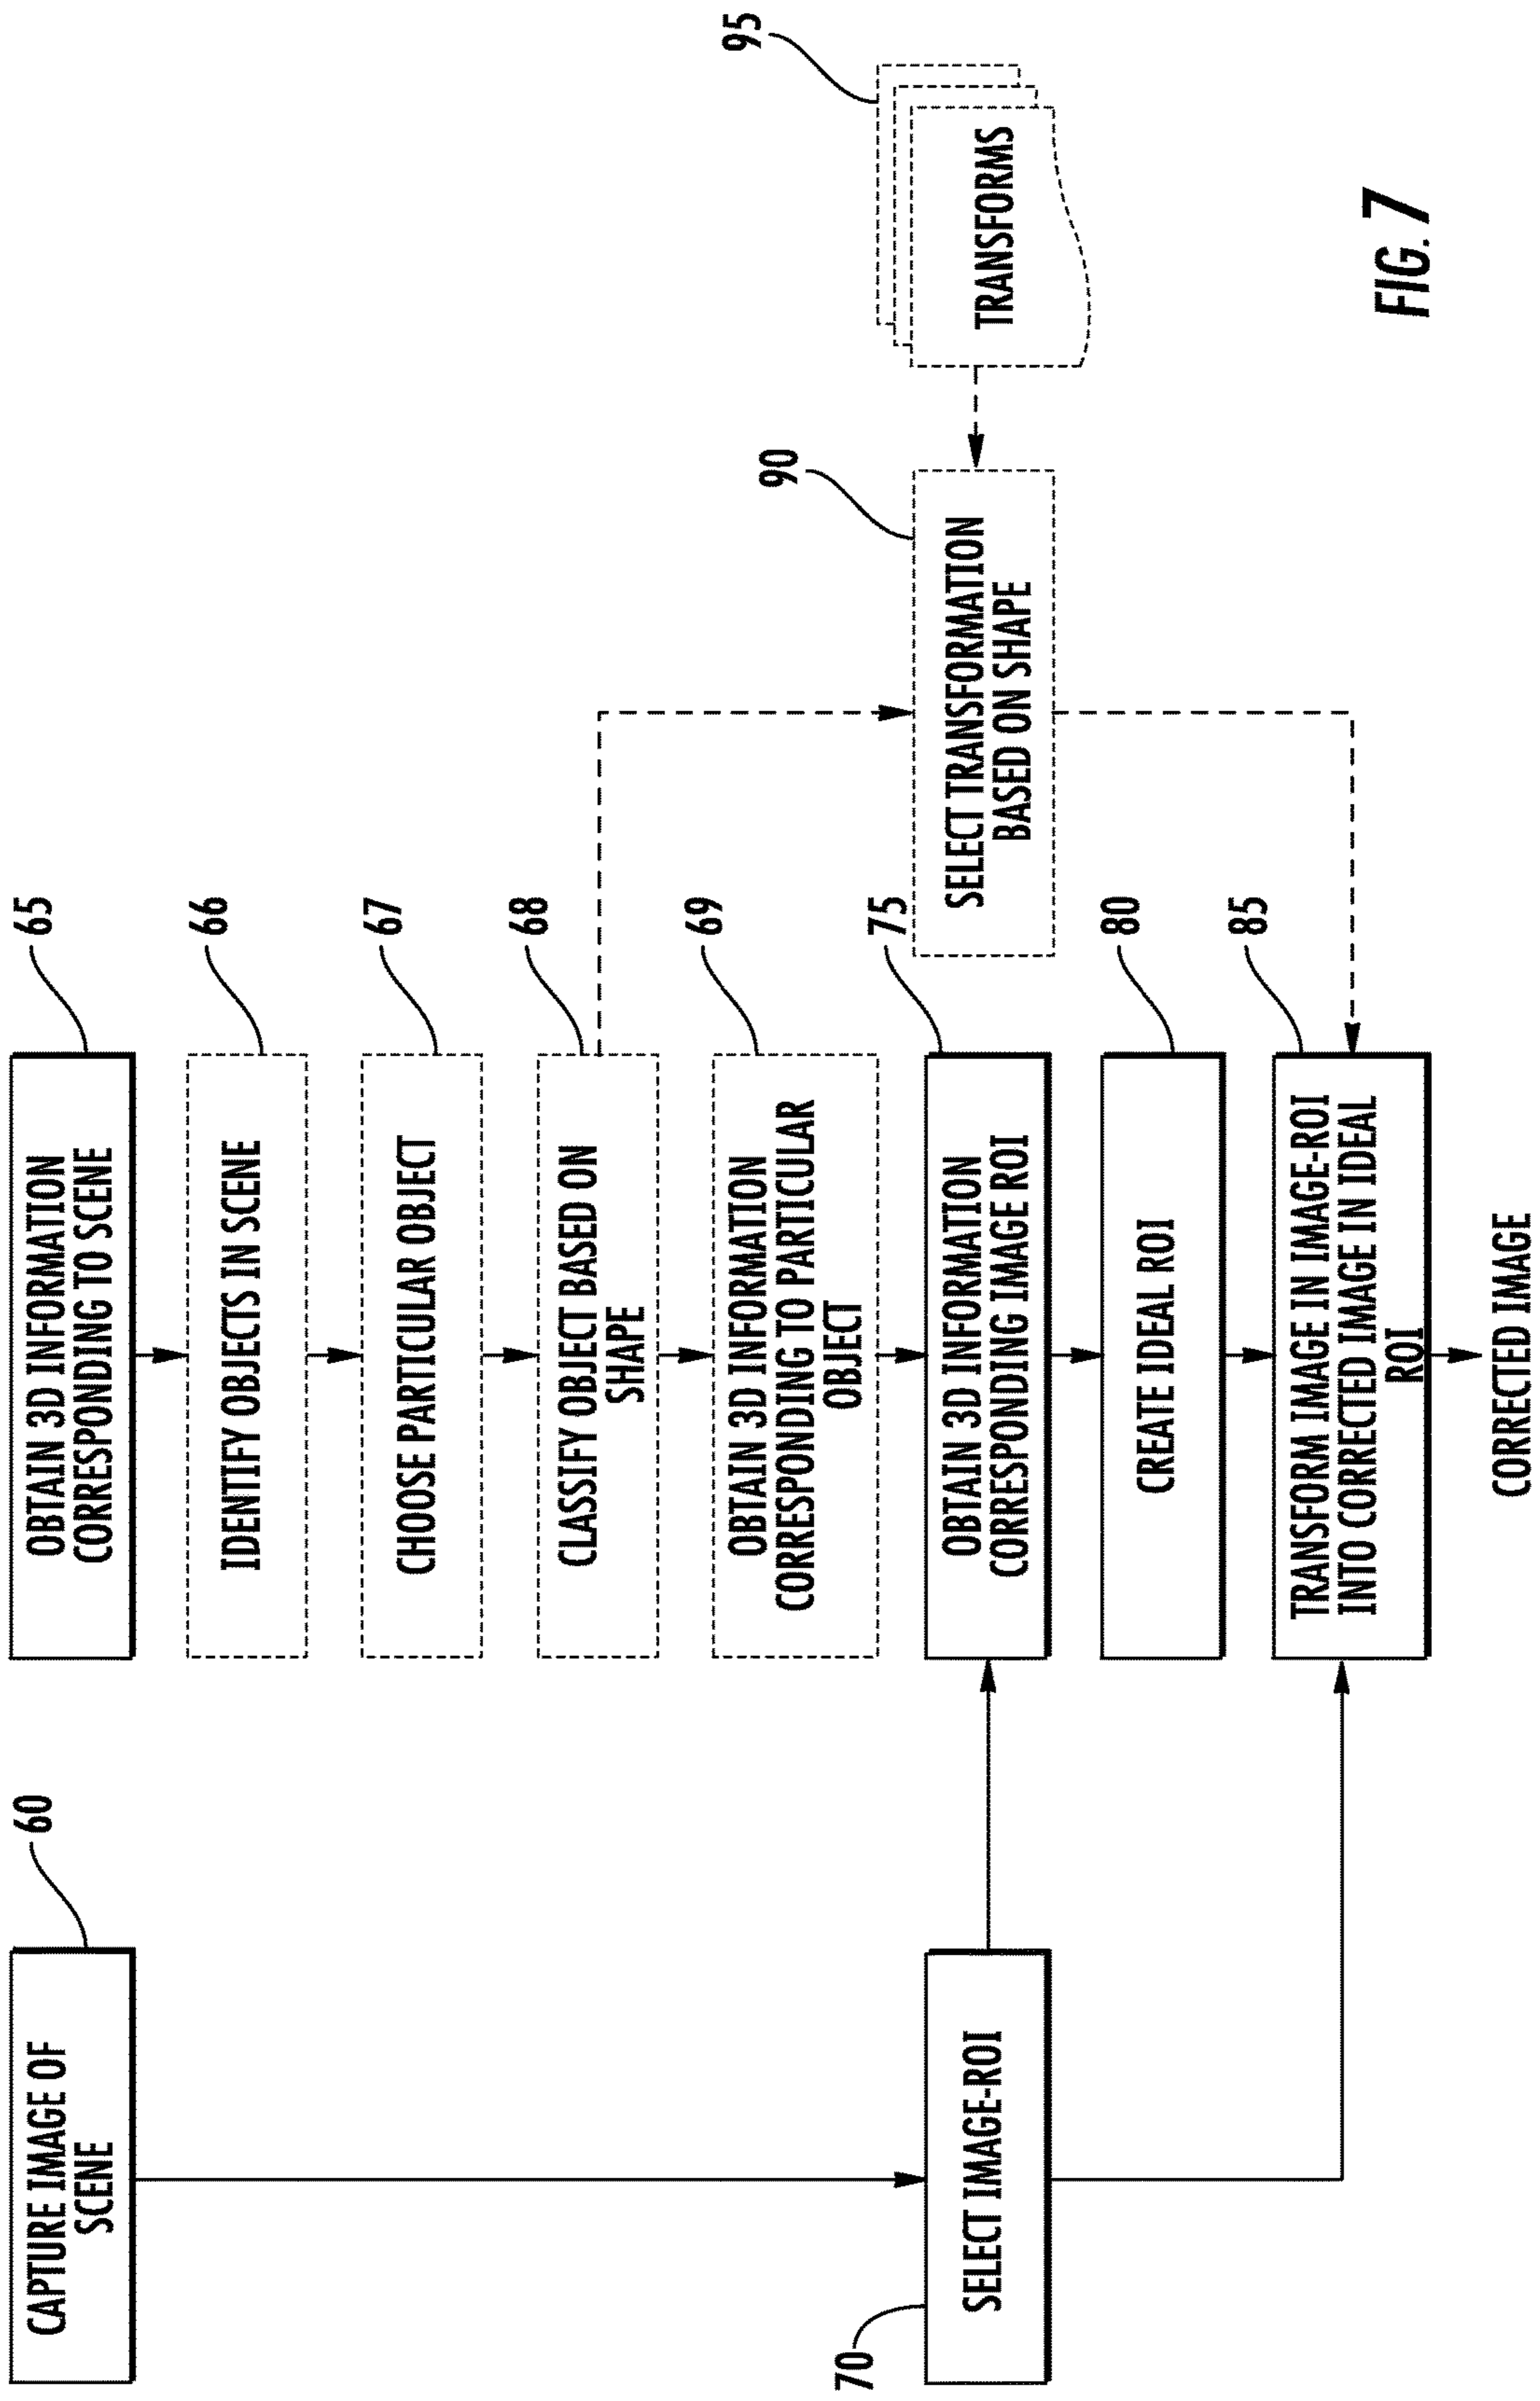 60
CAPTURE IMAGE OF
SCENE
65
OBTAIN 3D INFORMATION
CORRESPONDING TO SCENE
66
IDENTIFY OBJECTS IN SCENE
67
CHOOSE PARTICULAR OBJECT
68
CLASSIFY OBJECT BASED ON
SHAPE
69
OBTAIN 3D INFORMATION
CORRESPONDING TO PARTICULAR
OBJECT
70
SELECT IMAGE-ROI
75
OBTAIN 3D INFORMATION
CORRESPONDING IMAGE ROI
80
CREATE IDEAL ROI
85
TRANSFORM IMAGE IN IMAGE-ROI
INTO CORRECTED IMAGE IN IDEAL
ROI
CORRECTED IMAGE
90
SELECT TRANSFORMATION
BASED ON SHAPE
95
TRANSFORMS
FIG. 7